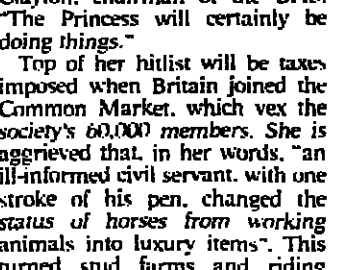 "The Princess will certainly be
doing things."
Top of her hitlist will be taxes
imposed when Britain joined the
Common Market, which vex the
society's 60,000 members. She is
aggrieved that, in her words, "an
ill-informed civil servant, with one
stroke of his pen, changed the
status of horses from working
animals into luxury items". This
turned stud farms and riding